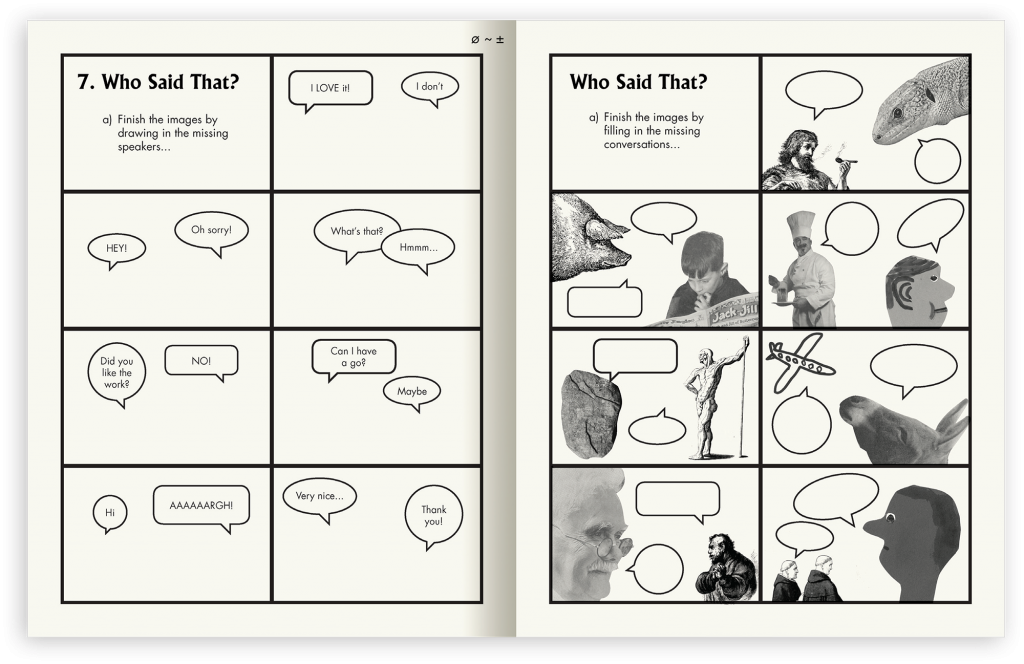 ø ~ ±
7. Who Said That?
a) Finish the images by
drawing in the missing
speakers...
I LOVE it!
I don't
HEY!
Oh sorry!
What's that?
Hmmm...
Did you
like the
work?
NO!
Can I have
a go?
Maybe
Hi
AAAAAARGH!
Very nice...
Thank
you!
Who Said That?
a) Finish the images by
filling in the missing
conversations...
Jack-Jill